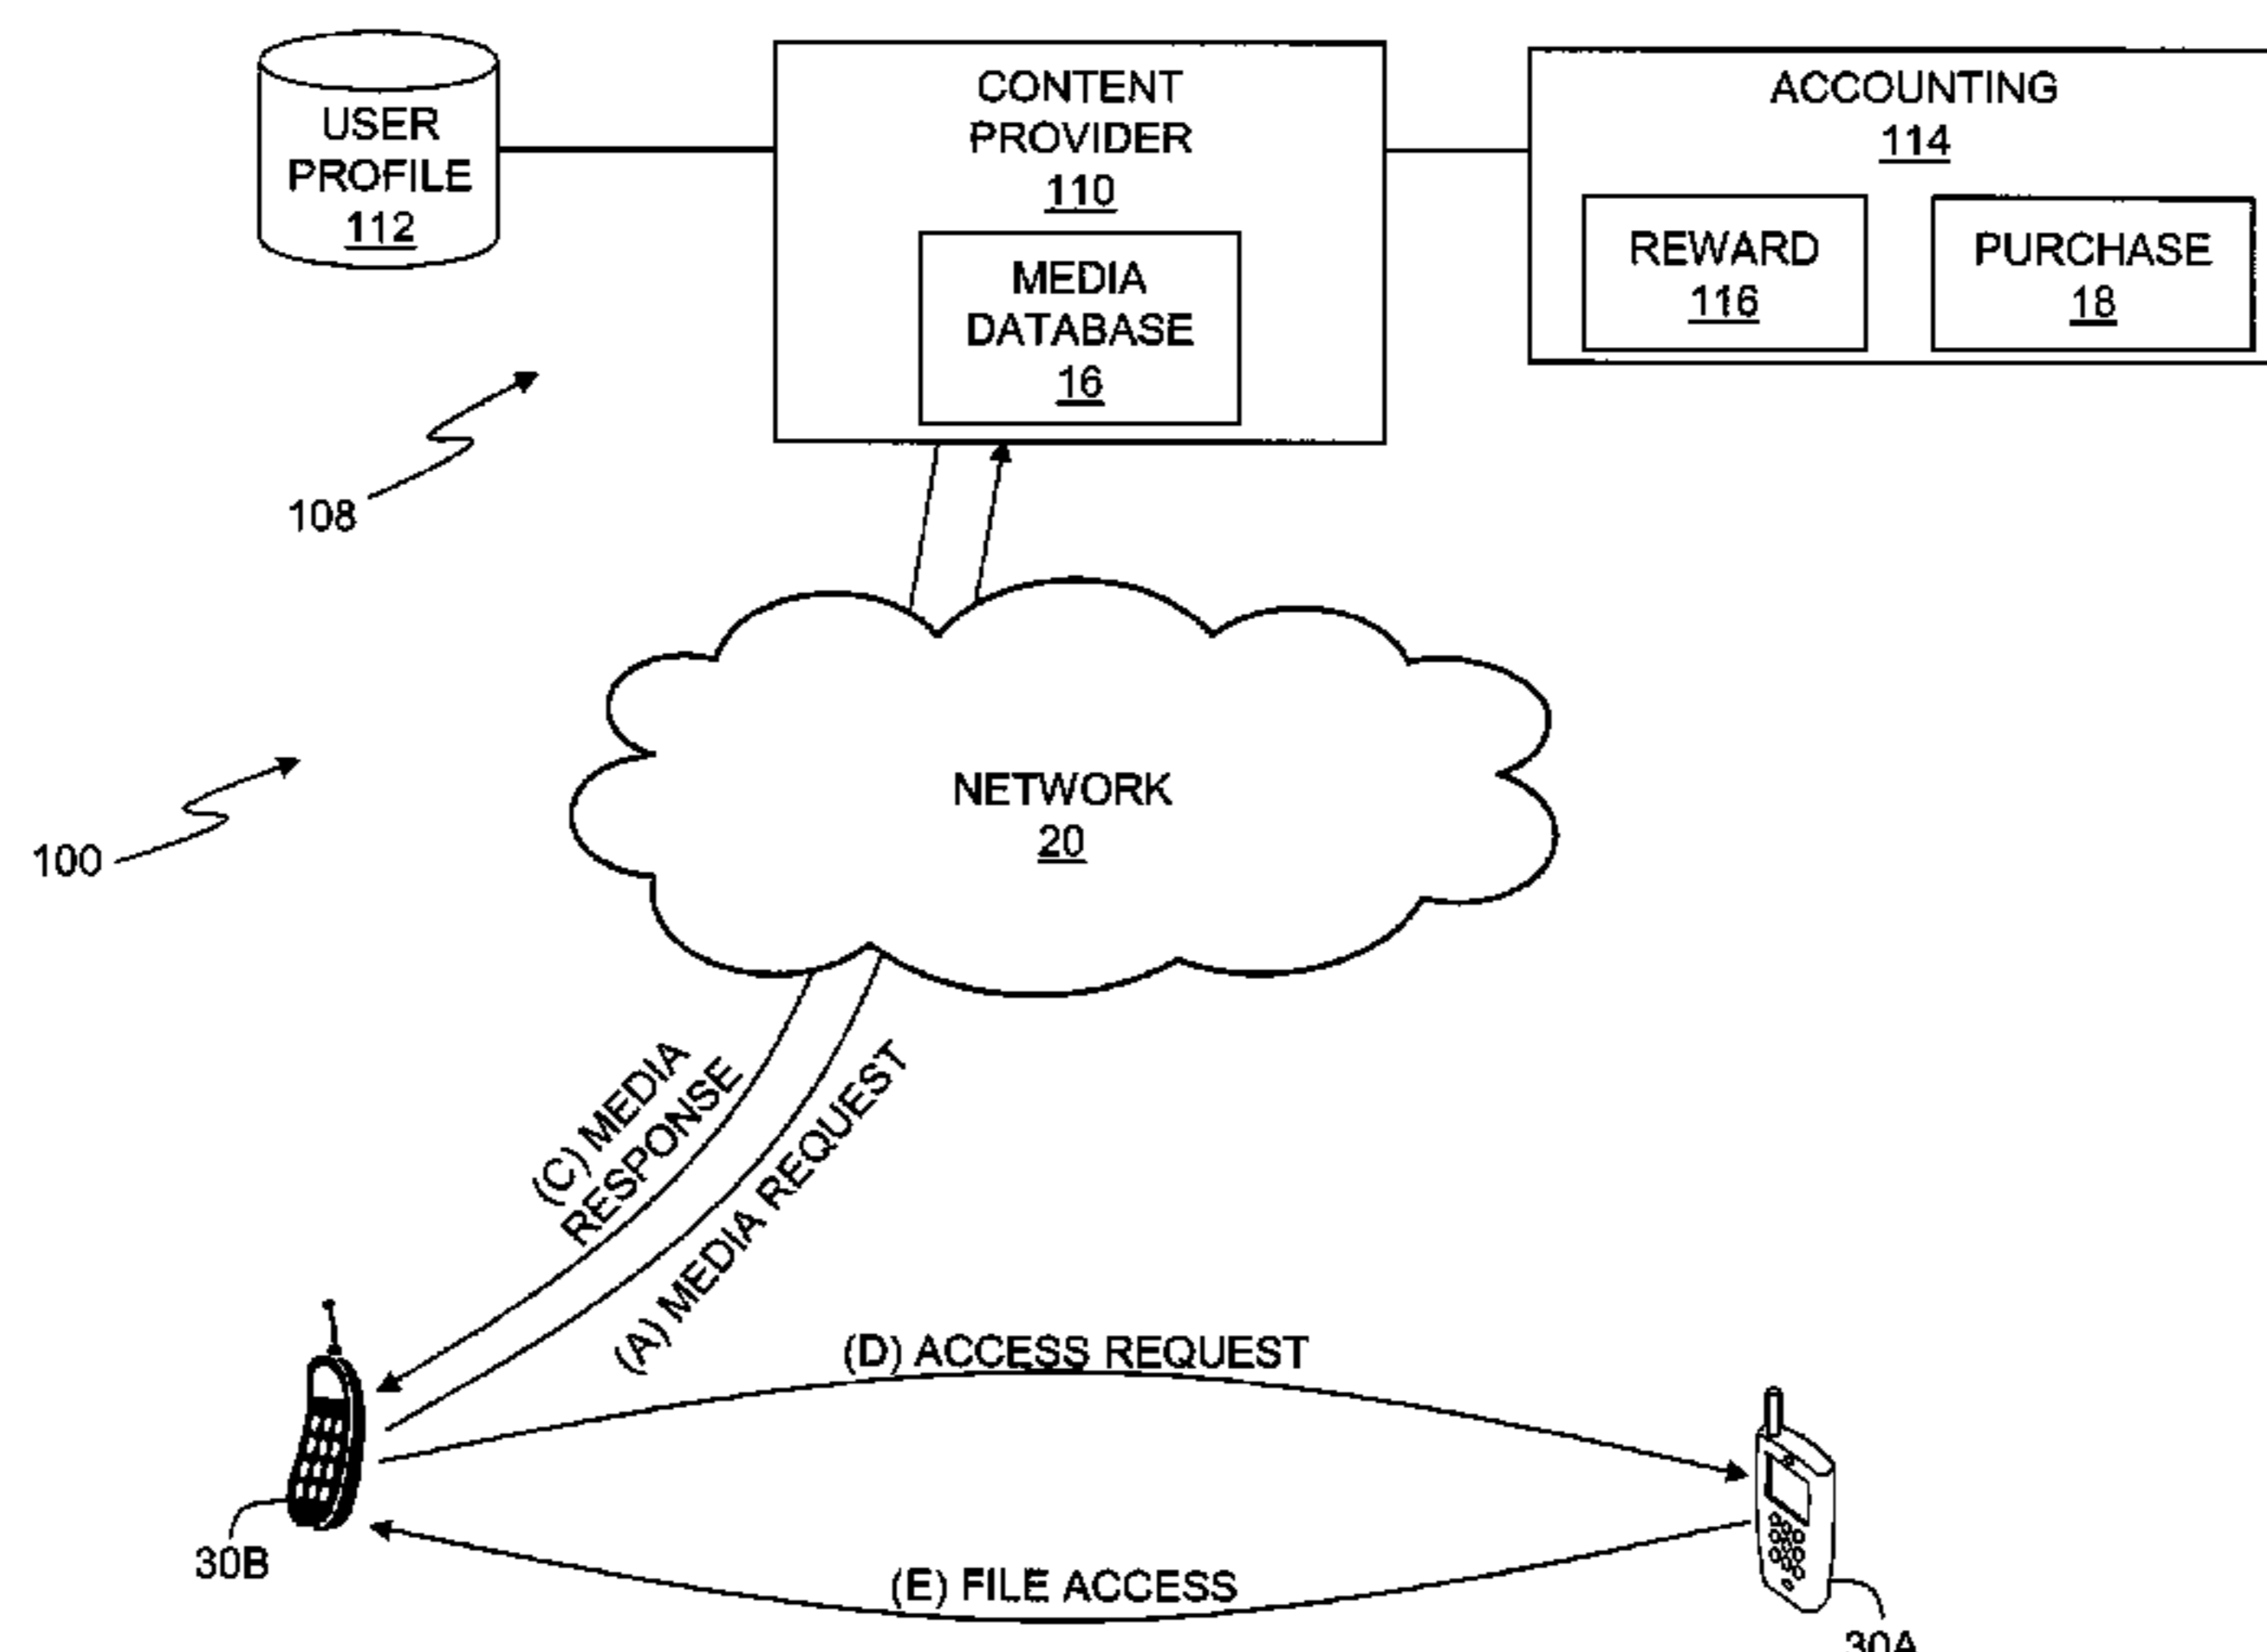 USER
PROFILE
112
CONTENT
PROVIDER
110
MEDIA
DATABASE
16
ACCOUNTING
114
REWARD
116
PURCHASE
18
108
NETWORK
20
100
(C) MEDIA
RESPONSE
(A) MEDIA REQUEST
(D) ACCESS REQUEST
30B
(E) FILE ACCESS
30A